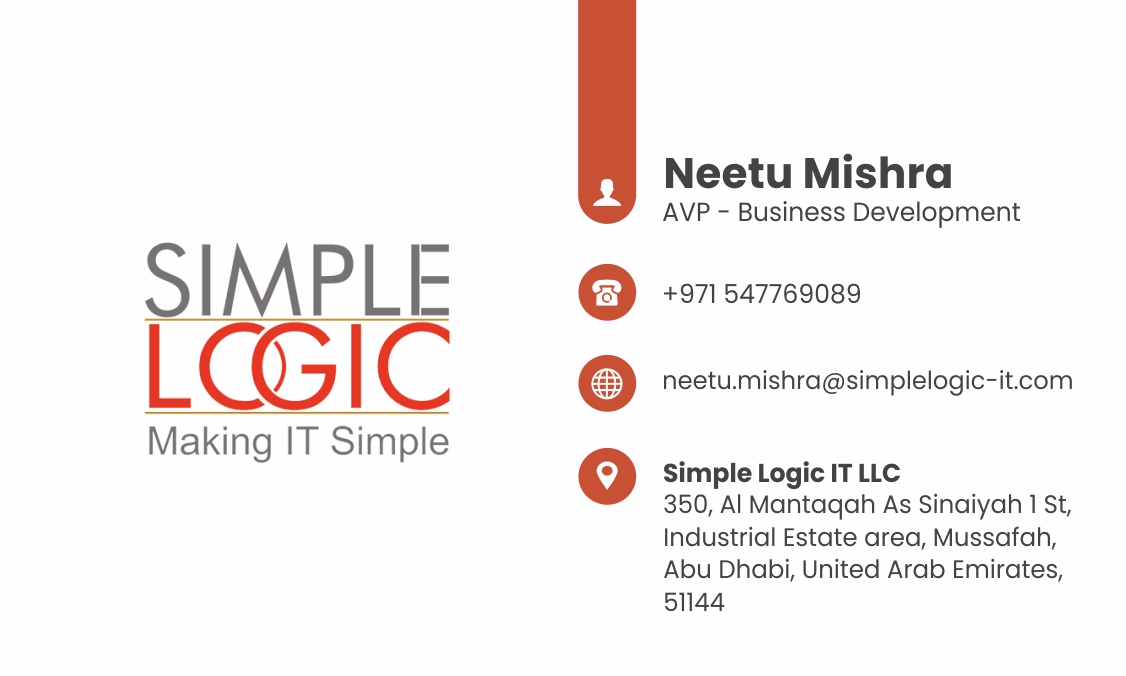 SIMPLE
LOGIC
Making IT Simple
Neetu Mishra
AVP - Business Development
+971 547769089
neetu.mishra@simplelogic-it.com
Simple Logic IT LLC
350, Al Mantaqah As Sinaiyah 1 St,
Industrial Estate area, Mussafah,
Abu Dhabi, United Arab Emirates,
51144